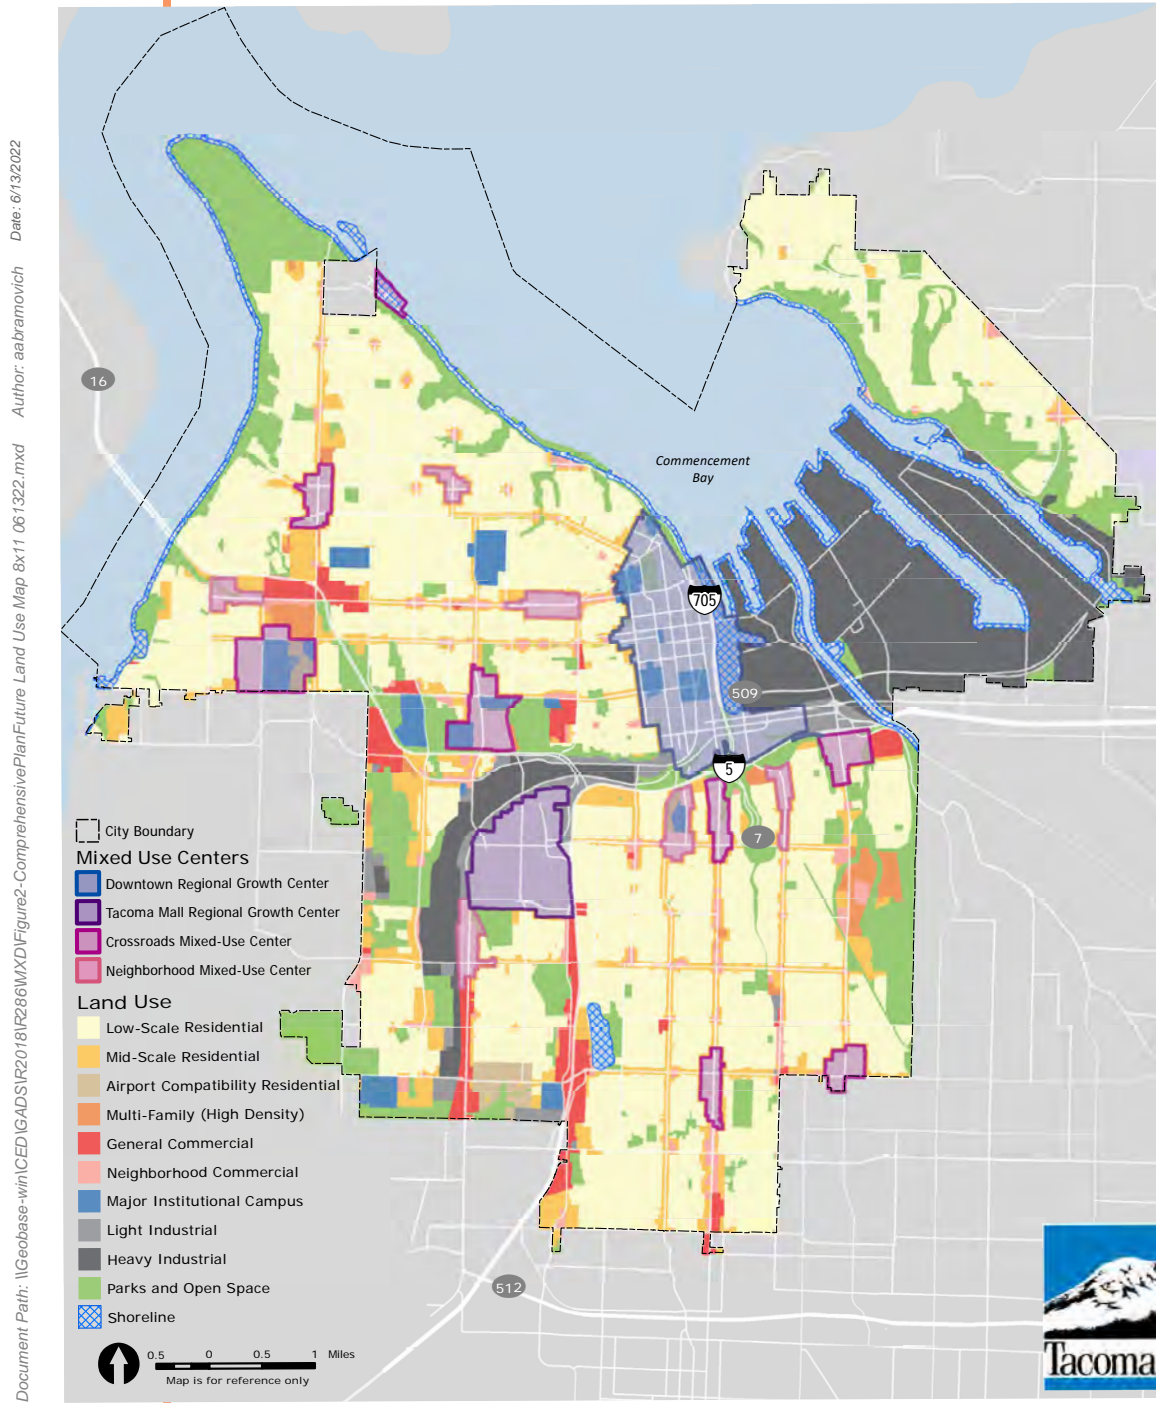 Document Path: \\Geobase-win\CED\GADS\R2018\R286\MXD\Figure2-ComprehensivePlanFuture Land Use Map 8x11 061322.mxd Author: aabramovich Date: 6/13/2022
16
Commencement
Bay
705
509
5
7
City Boundary
Mixed Use Centers
Downtown Regional Growth Center
Tacoma Mall Regional Growth Center
Crossroads Mixed-Use Center
Neighborhood Mixed-Use Center
Land Use
Low-Scale Residential
Mid-Scale Residential
Airport Compatibility Residential
Multi-Family (High Density)
General Commercial
Neighborhood Commercial
Major Institutional Campus
Light Industrial
Heavy Industrial
Parks and Open Space
Shoreline
512
0.5 0 0.5 1 Miles
Map is for reference only
Tacoma